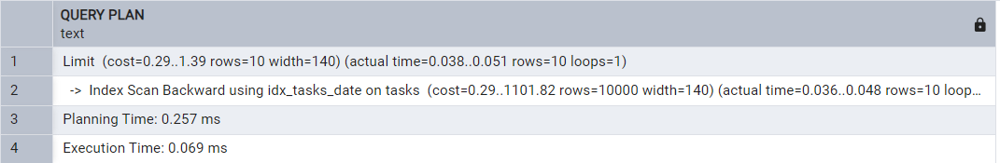 QUERY PLAN
text
1 Limit (cost=0.29..1.39 rows=10 width=140) (actual time=0.038..0.051 rows=10 loops=1)
2 -> Index Scan Backward using idx_tasks_date on tasks (cost=0.29..1101.82 rows=10000 width=140) (actual time=0.036..0.048 rows=10 loop...
3 Planning Time: 0.257 ms
4 Execution Time: 0.069 ms